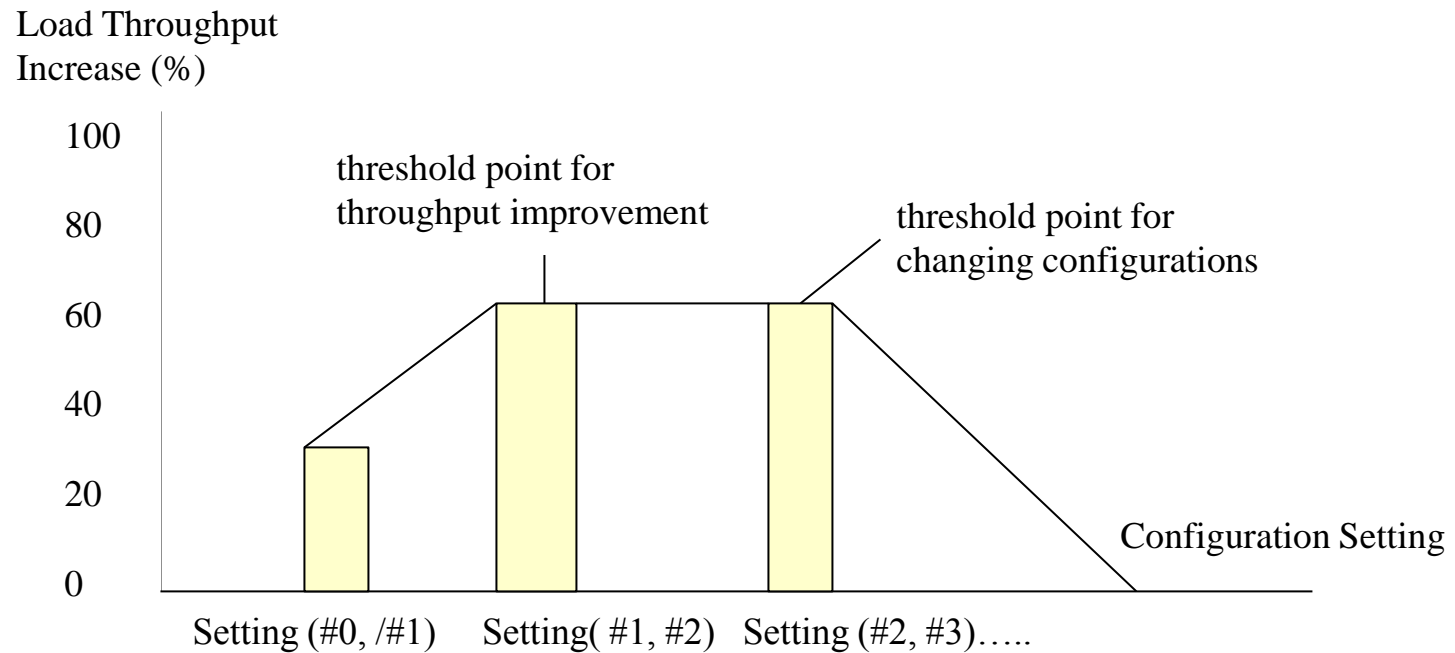 Load Throughput
Increase (%)
100
80
60
40
20
0
threshold point for
throughput improvement
threshold point for
changing configurations
Configuration Setting
Setting (#0, /#1)
Setting( #1, #2)
Setting (#2, #3)…..